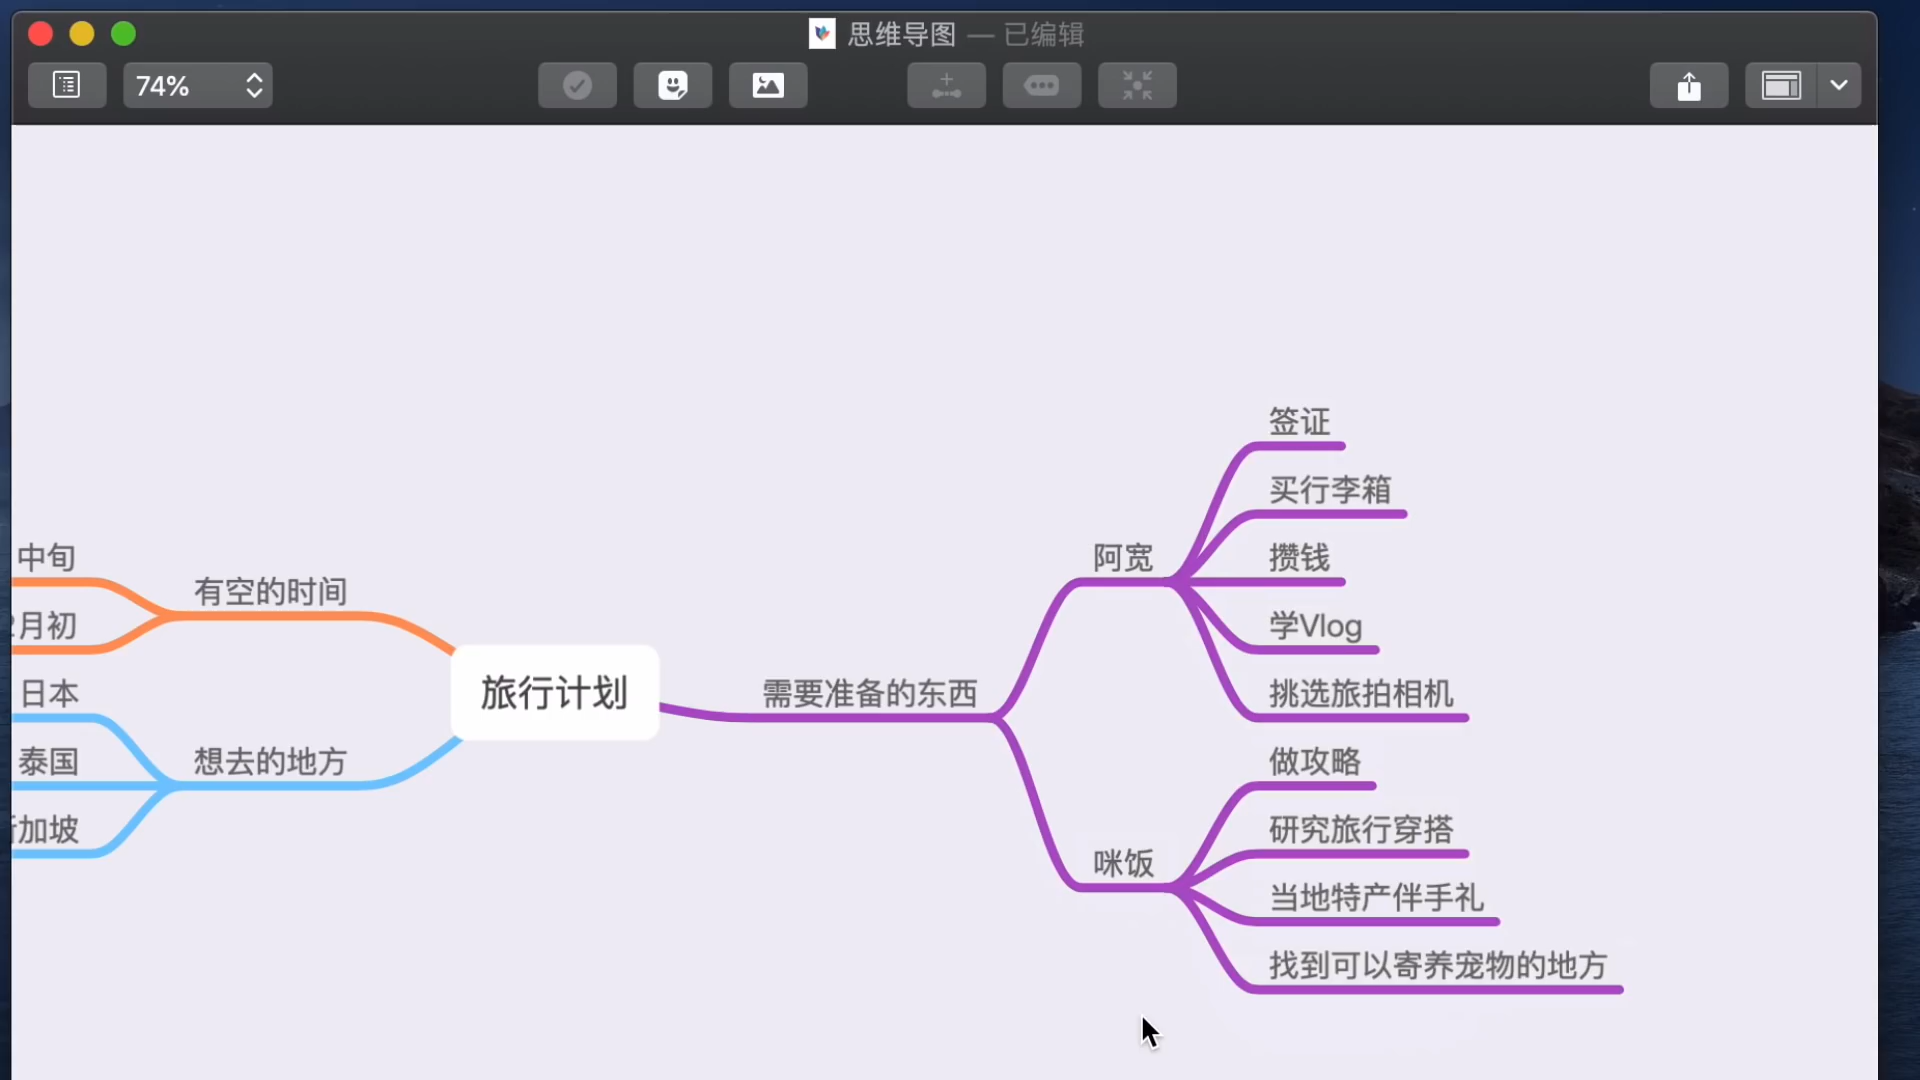 思维导图 — 已编辑
74%
签证
买行李箱
攒钱
学Vlog
挑选旅拍相机
阿宽
中旬
有空的时间
月初
日本
旅行计划
需要准备的东西
泰国
想去的地方
加坡
做攻略
研究旅行穿搭
咪饭
当地特产伴手礼
找到可以寄养宠物的地方